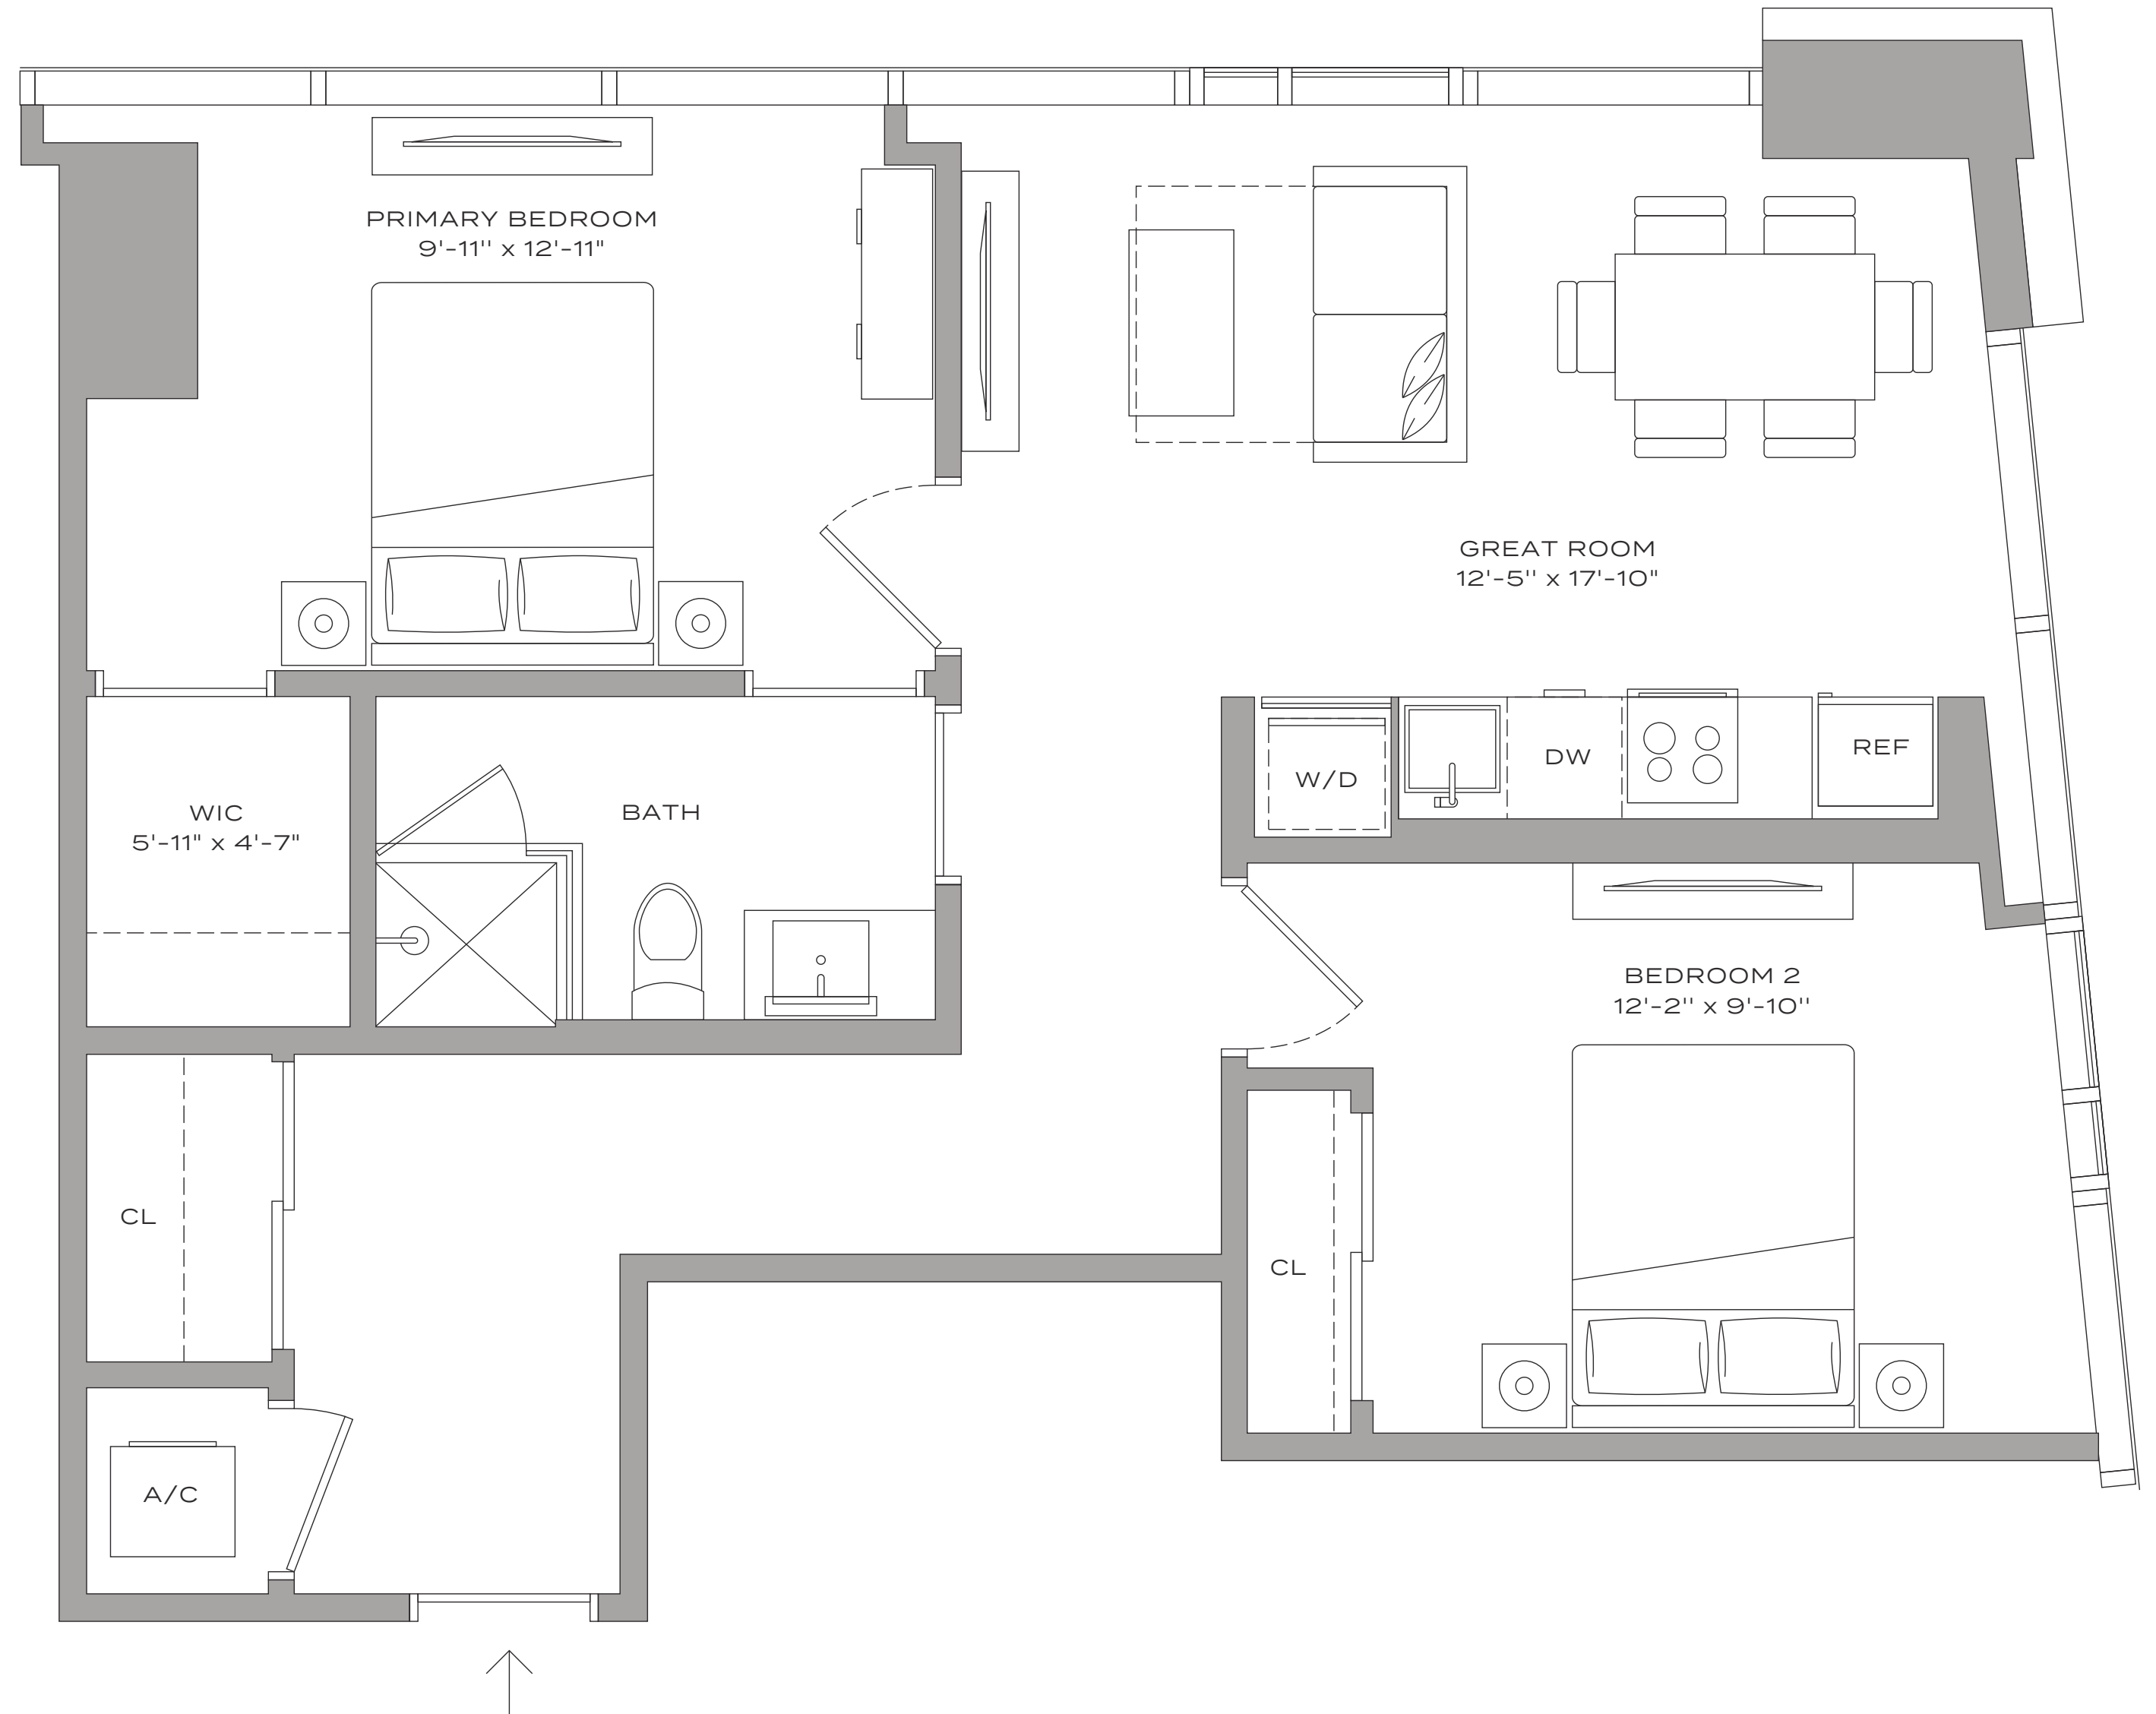 PRIMARY BEDROOM
9'-11'' x 12'-11"
GREAT ROOM
12'-5'' x 17'-10"
WIC
5'-11" x 4'-7"
BATH
W/D
DW
REF
BEDROOM 2
12'-2'' x 9'-10''
CL
CL
A/C